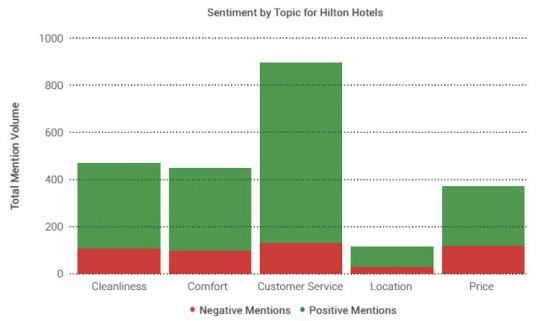 Sentiment by Topic for Hilton Hotels
Total Mention Volume
1000
800
600
400
200
0
Cleanliness Comfort Customer Service Location Price
• Negative Mentions • Positive Mentions